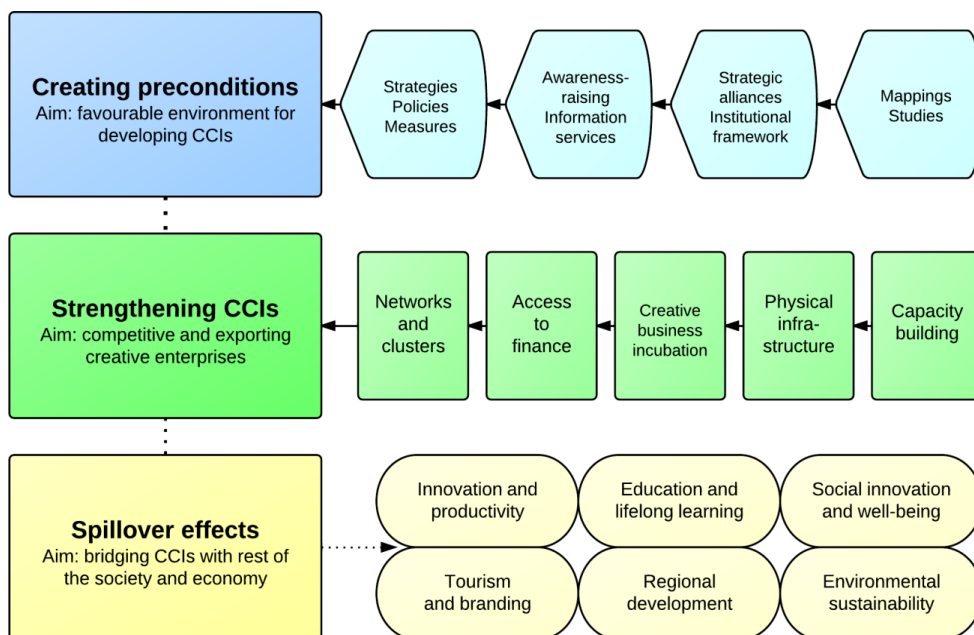 Creating preconditions
Aim: favourable environment for
developing CCIs
Strategies
Policies
Measures
Awareness-
raising
Information
services
Strategic
alliances
Institutional
framework
Mappings
Studies
Strengthening CCIs
Aim: competitive and exporting
creative enterprises
Networks
and
clusters
Access
to
finance
Creative
business
incubation
Physical
infra-
structure
Capacity
building
Spillover effects
Aim: bridging CCIs with rest of
the society and economy
Innovation and
productivity
Education and
lifelong learning
Social innovation
and well-being
Tourism
and branding
Regional
development
Environmental
sustainability